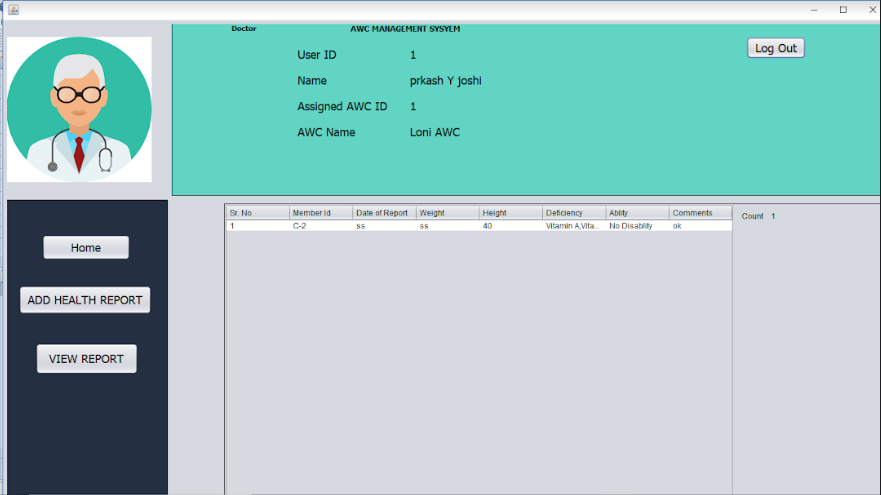 Doctor AWC MANAGEMENT SYSYEM
User ID 1
Log Out
Name prkash Y joshi
Assigned AWC ID 1
AWC Name Loni AWC
Home
ADD HEALTH REPORT
VIEW REPORT
Sr. No Member Id Date of Report Weight Height Deficiency Ablity Comments
1 C-2 ss ss 40 Vitamin A,Vita... No Disablity ok
Count 1